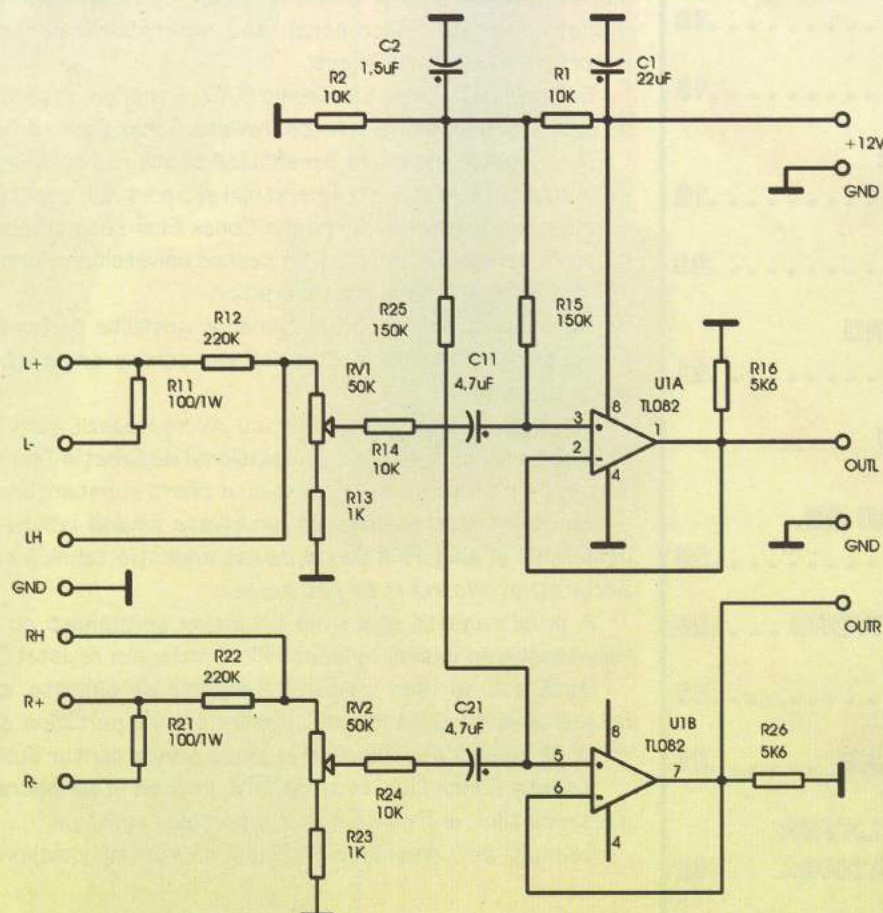 C2
1,5uF
C1
22uF
R2
10K
R1
10K
+12V
GND
R25
150K
R15
150K
R12
220K
C11
4,7uF
L+
R11
100/1W
RV1
50K
U1A
TL082
R16
5K6
8
3
1
2
4
L-
R14
10K
OUTL
R13
1K
LH
GND
GND
OUTR
RH
R22
220K
R+
R21
100/1W
RV2
50K
C21
4,7uF
8
U1B
TL082
R26
5K6
5
7
6
R-
R24
10K
4
R23
1K